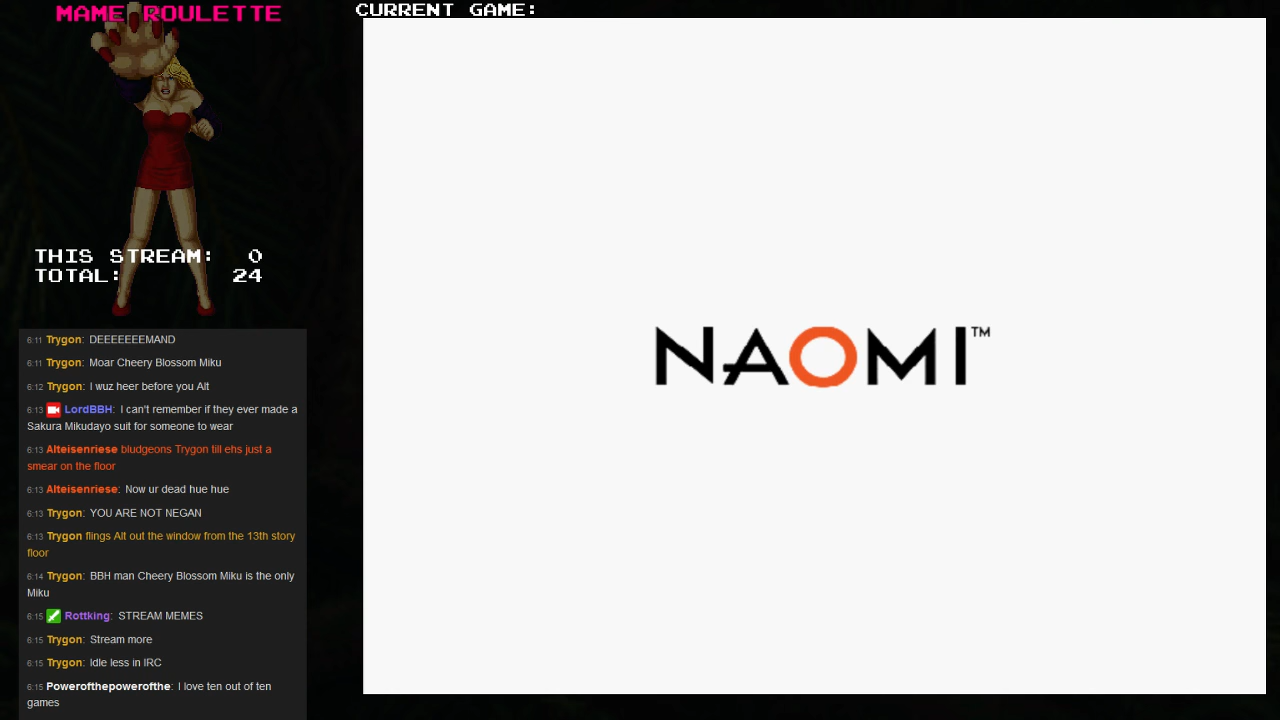 MAME ROULETTE
CURRENT GAME:
THIS STREAM: 0
TOTAL: 24
6:11 Trygon: DEEEEEEEMAND
6:11 Trygon: Moar Cheery Blossom Miku
6:12 Trygon: I wuz heer before you Alt
6:13 LordBBH: I can't remember if they ever made a
Sakura Mikudayo suit for someone to wear
6:13 Alteisenriese bludgeons Trygon till ehs just a
smear on the floor
6:13 Alteisenriese: Now ur dead hue hue
6:13 Trygon: YOU ARE NOT NEGAN
6:13 Trygon flings Alt out the window from the 13th story
floor
6:14 Trygon: BBH man Cheery Blossom Miku is the only
Miku
6:15 Rottking: STREAM MEMES
6:15 Trygon: Stream more
6:15 Trygon: Idle less in IRC
6:15 Powerofthepowerofthe: I love ten out of ten
games
NAOMI™